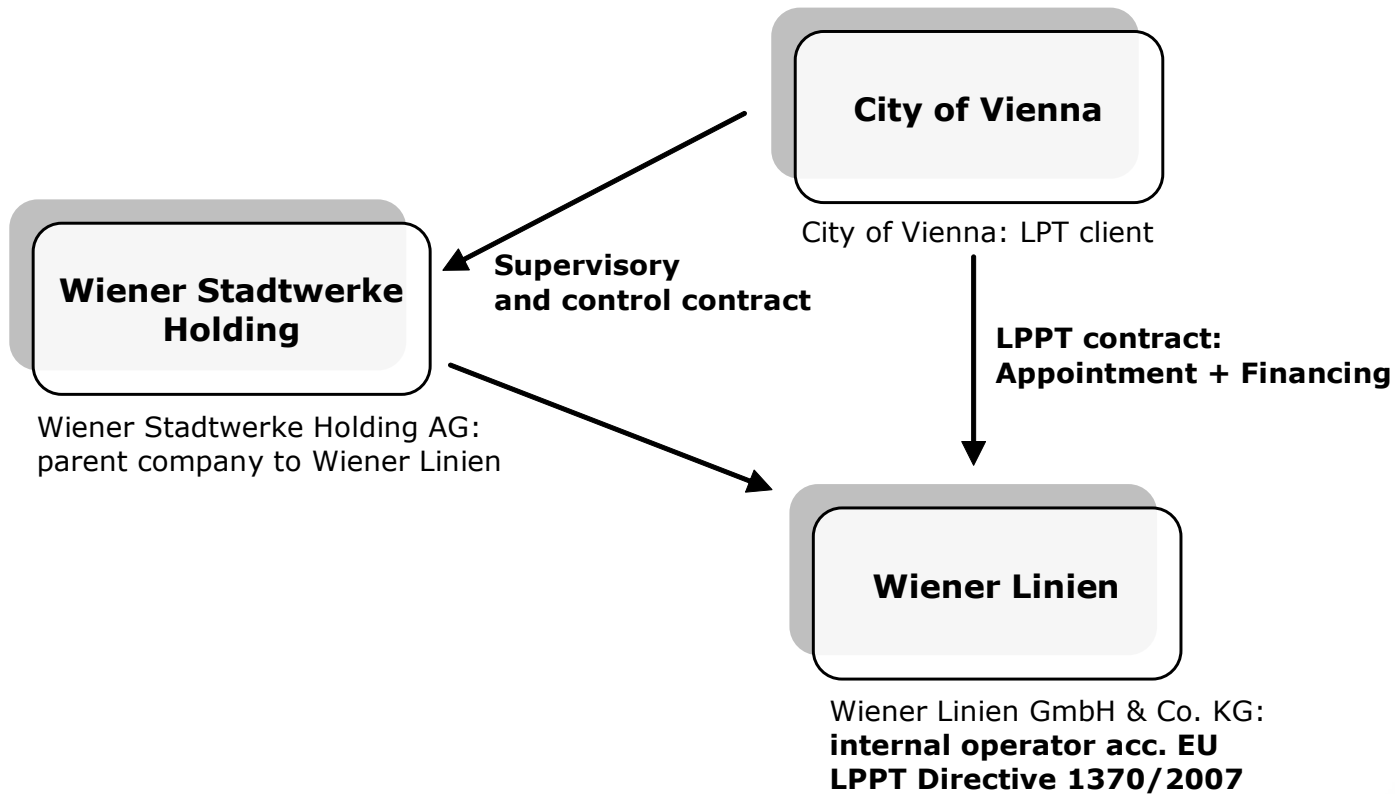 City of Vienna
City of Vienna: LPT client
Wiener Stadtwerke
Holding
Wiener Stadtwerke Holding AG:
parent company to Wiener Linien
Supervisory
and control contract
LPPT contract:
Appointment + Financing
Wiener Linien
Wiener Linien GmbH & Co. KG:
internal operator acc. EU
LPPT Directive 1370/2007